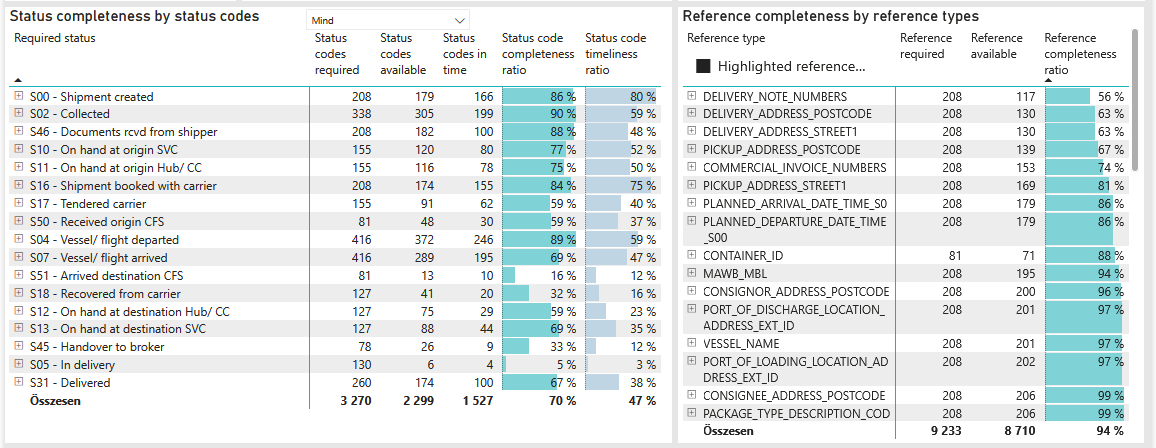 Status completeness by status codes
Mind
Required status Status codes required Status codes available Status codes in time Status code completeness ratio Status code timeliness ratio
S00 - Shipment created 208 179 166 86 % 80 %
S02 - Collected 338 305 199 90 % 59 %
S46 - Documents rcvd from shipper 208 182 100 88 % 48 %
S10 - On hand at origin SVC 155 120 80 77 % 52 %
S11 - On hand at origin Hub/ CC 155 116 78 75 % 50 %
S16 - Shipment booked with carrier 208 174 155 84 % 75 %
S17 - Tendered carrier 155 91 62 59 % 40 %
S50 - Received origin CFS 81 48 30 59 % 37 %
S04 - Vessel/ flight departed 416 372 246 89 % 59 %
S07 - Vessel/ flight arrived 416 289 195 69 % 47 %
S51 - Arrived destination CFS 81 13 10 16 % 12 %
S18 - Recovered from carrier 127 41 20 32 % 16 %
S12 - On hand at destination Hub/ CC 127 75 29 59 % 23 %
S13 - On hand at destination SVC 127 88 44 69 % 35 %
S45 - Handover to broker 78 26 9 33 % 12 %
S05 - In delivery 130 6 4 5 % 3 %
S31 - Delivered 260 174 100 67 % 38 %
Összesen 3 270 2 299 1 527 70 % 47 %
Reference completeness by reference types
Reference type Reference required Reference available Reference completeness ratio
Highlighted reference...
DELIVERY_NOTE_NUMBERS 208 117 56 %
DELIVERY_ADDRESS_POSTCODE 208 130 63 %
DELIVERY_ADDRESS_STREET1 208 130 63 %
PICKUP_ADDRESS_POSTCODE 208 139 67 %
COMMERCIAL_INVOICE_NUMBERS 208 153 74 %
PICKUP_ADDRESS_STREET1 208 169 81 %
PLANNED_ARRIVAL_DATE_TIME_S0 208 179 86 %
PLANNED_DEPARTURE_DATE_TIME 208 179 86 %
_S00
CONTAINER_ID 81 71 88 %
MAWB_MBL 208 195 94 %
CONSIGNOR_ADDRESS_POSTCODE 208 200 96 %
PORT_OF_DISCHARGE_LOCATION_ 208 201 97 %
ADDRESS_EXT_ID
VESSEL_NAME 208 201 97 %
PORT_OF_LOADING_LOCATION_AD 208 202 97 %
DRESS_EXT_ID
CONSIGNEE_ADDRESS_POSTCODE 208 206 99 %
PACKAGE_TYPE_DESCRIPTION_COD 208 206 99 %
Összesen 9 233 8 710 94 %